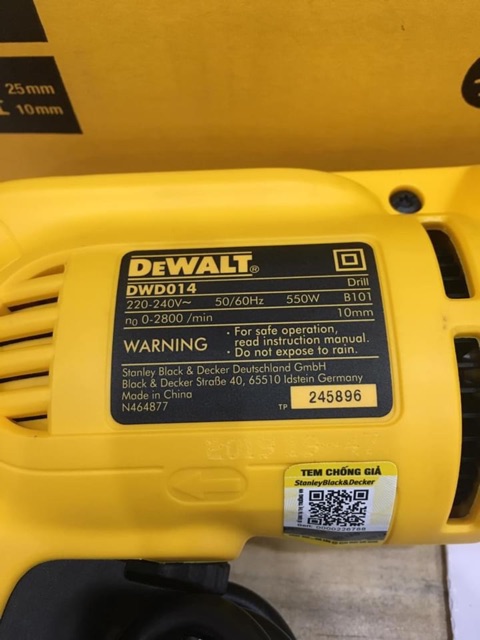 25mm
10mm
DEWALT®
DWD014
Drill
220-240V~ 50/60Hz 550W B101
n0 0-2800 /min 10mm
WARNING
· For safe operation,
read instruction manual.
· Do not expose to rain.
Stanley Black & Decker Deutschland GmbH
Black & Decker Straße 40, 65510 Idstein Germany
Made in China
N464877
TP 245896
TEM CHỐNG GIẢ
StanleyBlack&Decker